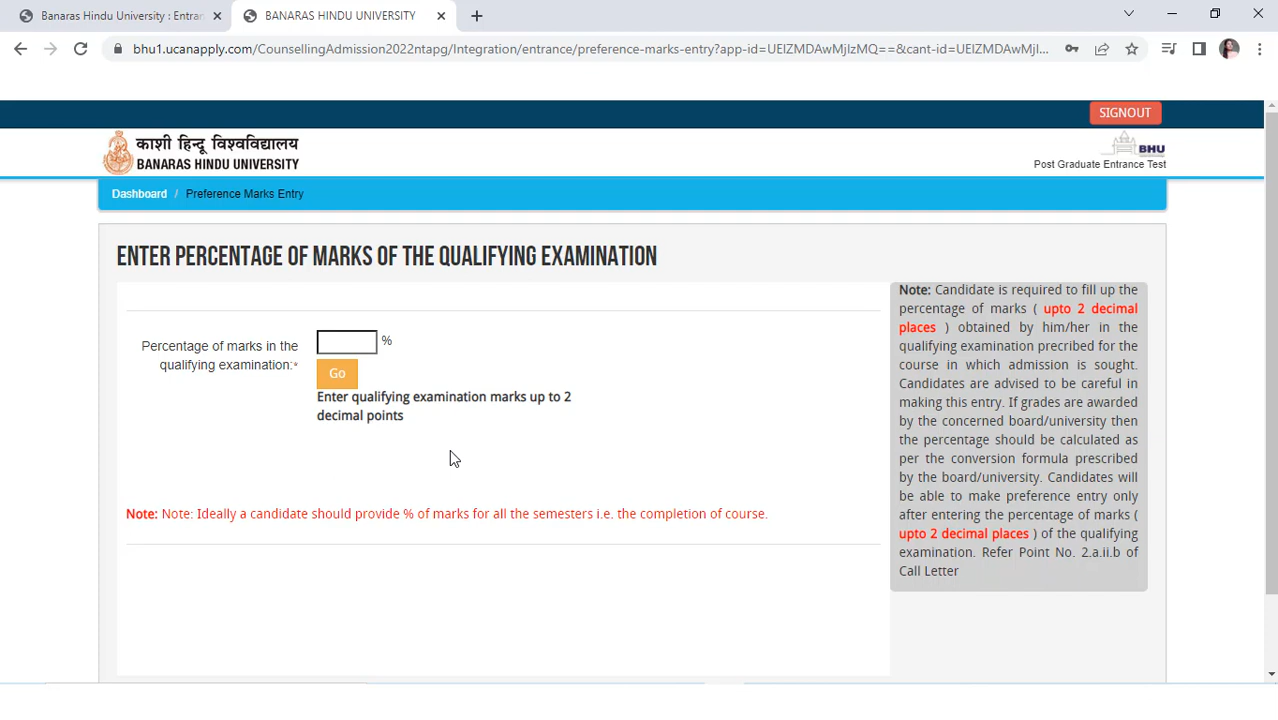 Banaras Hindu University : Entran
BANARAS HINDU UNIVERSITY
bhu1.ucanapply.com/CounsellingAdmission2022ntapg/Integration/entrance/preference-marks-entry?app-id=UElZMDAwMjIzMQ==&cant-id=UElZMDAwMjI...
SIGNOUT
काशी हिन्दू विश्वविद्यालय
BANARAS HINDU UNIVERSITY
BHU
Post Graduate Entrance Test
Dashboard / Preference Marks Entry
ENTER PERCENTAGE OF MARKS OF THE QUALIFYING EXAMINATION
Percentage of marks in the
qualifying examination:*
%
Go
Enter qualifying examination marks up to 2
decimal points
Note: Note: Ideally a candidate should provide % of marks for all the semesters i.e. the completion of course.
Note: Candidate is required to fill up the
percentage of marks ( upto 2 decimal
places ) obtained by him/her in the
qualifying examination precribed for the
course in which admission is sought.
Candidates are advised to be careful in
making this entry. If grades are awarded
by the concerned board/university then
the percentage should be calculated as
per the conversion formula prescribed
by the board/university. Candidates will
be able to make preference entry only
after entering the percentage of marks (
upto 2 decimal places ) of the qualifying
examination. Refer Point No. 2.a.ii.b of
Call Letter